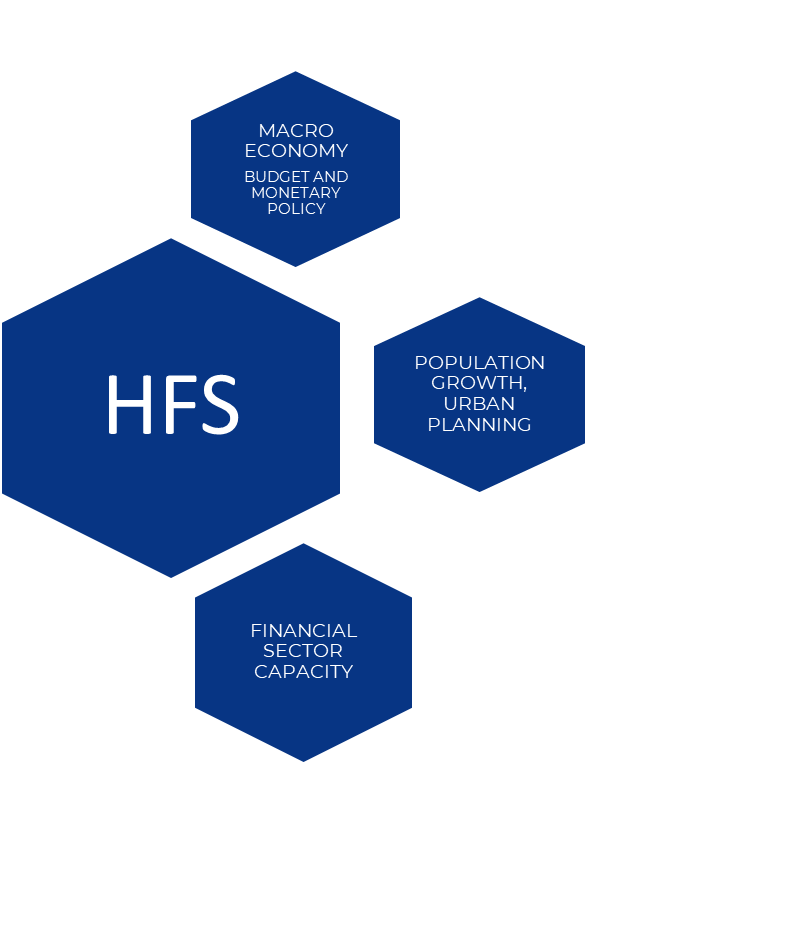 MACRO
ECONOMY
BUDGET AND
MONETARY
POLICY
HFS
POPULATION
GROWTH,
URBAN
PLANNING
FINANCIAL
SECTOR
CAPACITY